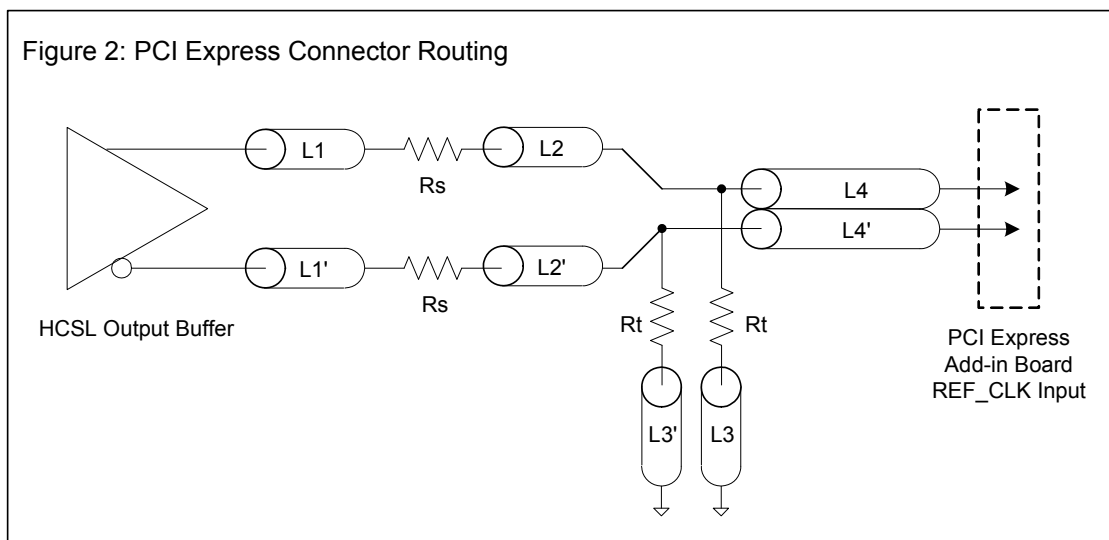 Figure 2: PCI Express Connector Routing
L1
Rs
L2
L4
L4'
L1'
Rs
L2'
HCSL Output Buffer
Rt
Rt
L3'
L3
PCI Express
Add-in Board
REF_CLK Input